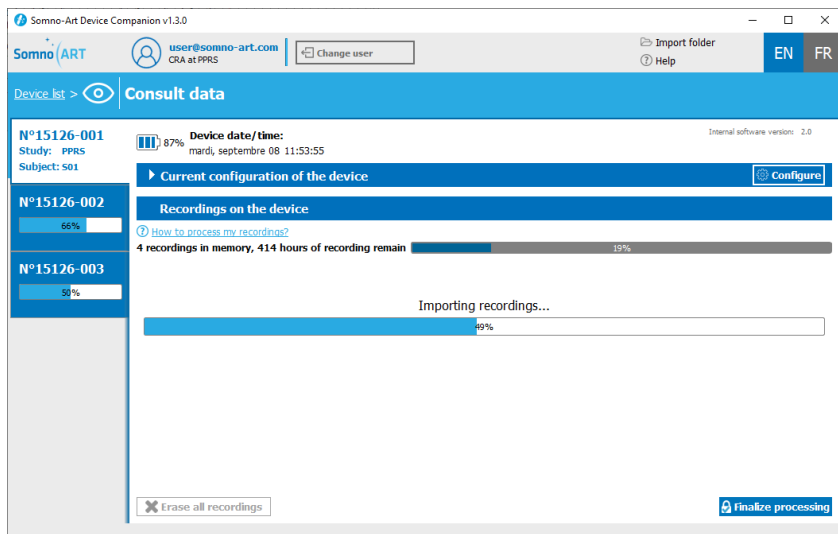 Somno-Art Device Companion v1.3.0
Somno ART
user@somno-art.com
CRA at PPRS
Change user
Import folder
Help
EN
FR
Device list >
Consult data
N°15126-001
Study: PPRS
Subject: S01
N°15126-002
66%
N°15126-003
50%
87%
Device date/time:
mardi, septembre 08 11:53:55
Internal software version: 2.0
Current configuration of the device
Configure
Recordings on the device
How to process my recordings?
4 recordings in memory, 414 hours of recording remain
19%
Importing recordings...
49%
Erase all recordings
Finalize processing